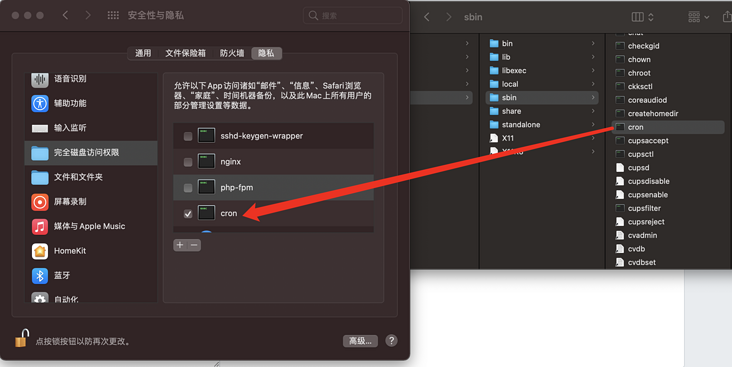 安全性与隐私
搜索
通用
文件保险箱
防火墙
隐私
语音识别
辅助功能
输入监听
完全磁盘访问权限
文件和文件夹
屏幕录制
媒体与 Apple Music
HomeKit
蓝牙
自动化
允许以下 App 访问诸如“邮件”、“信息”、Safari浏览
器、“家庭”、时间机器备份，以及此 Mac 上所有用户的
部分管理设置等数据。
sshd-keygen-wrapper
nginx
php-fpm
cron
点按锁按钮以防再次更改。
高级...
?
sbin
bin
lib
libexec
local
sbin
share
standalone
X11
checkgid
chown
chroot
ckksctl
coreaudiod
createhomedir
cron
cupsaccept
cupsctl
cupsd
cupsdisable
cupsenable
cupsfilter
cupsreject
cvadmin
cvdb
cvdbset